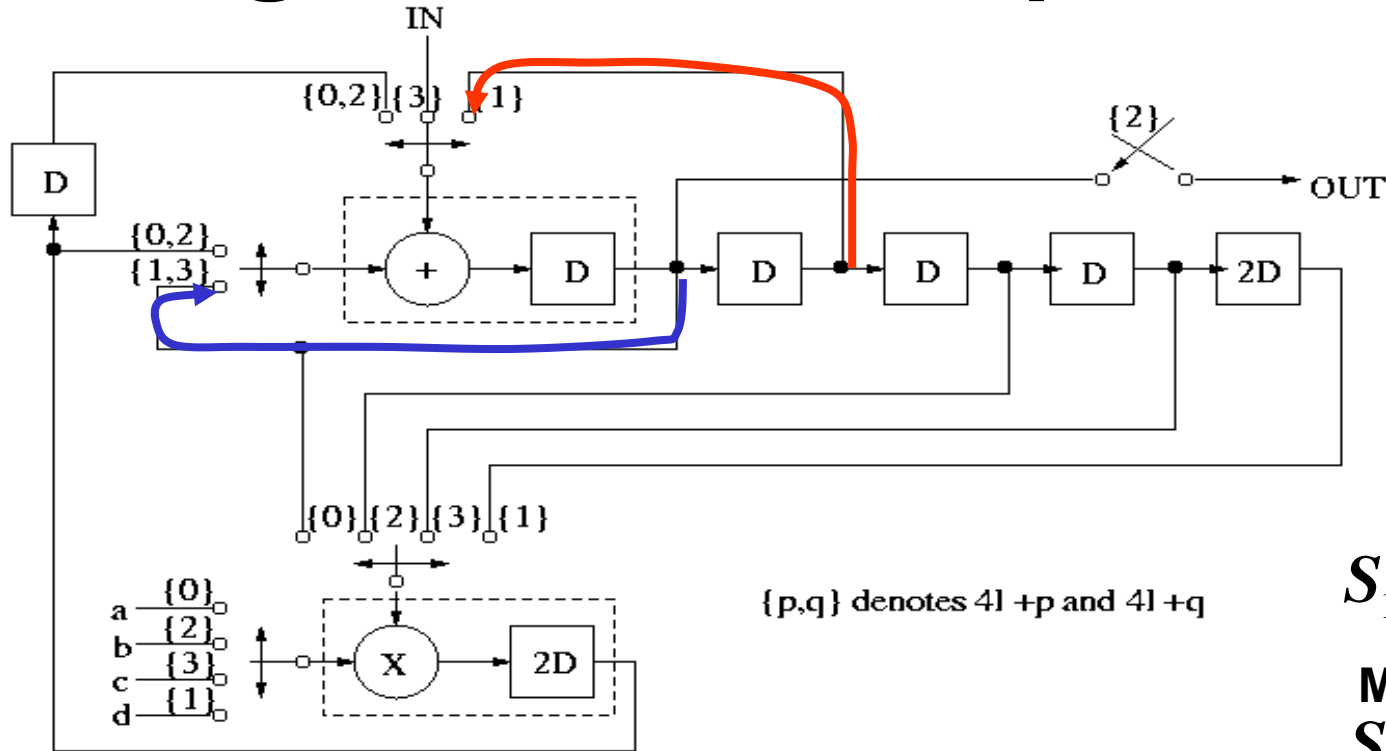 IN
{0,2} {3} {1}
{2}
D
OUT
{0,2}
{1,3}
+
D
D
D
D
2D
{0} {2} {3} {1}
{p,q} denotes 4l +p and 4l +q
a {0}
b {2}
c {3}
d {1}
X
2D
S
M
S